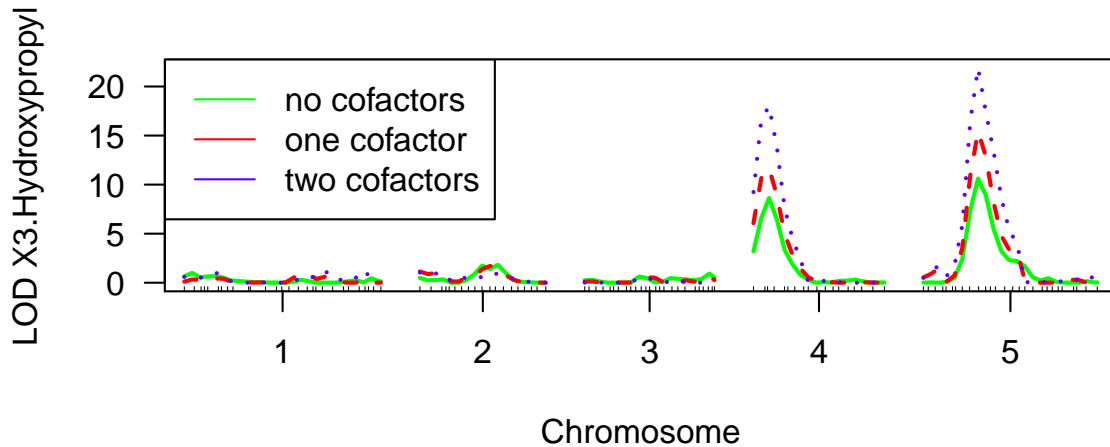 LOD X3.Hydroxypropyl
20
15
10
5
0
no cofactors
one cofactor
two cofactors
1 2 3 4 5
Chromosome